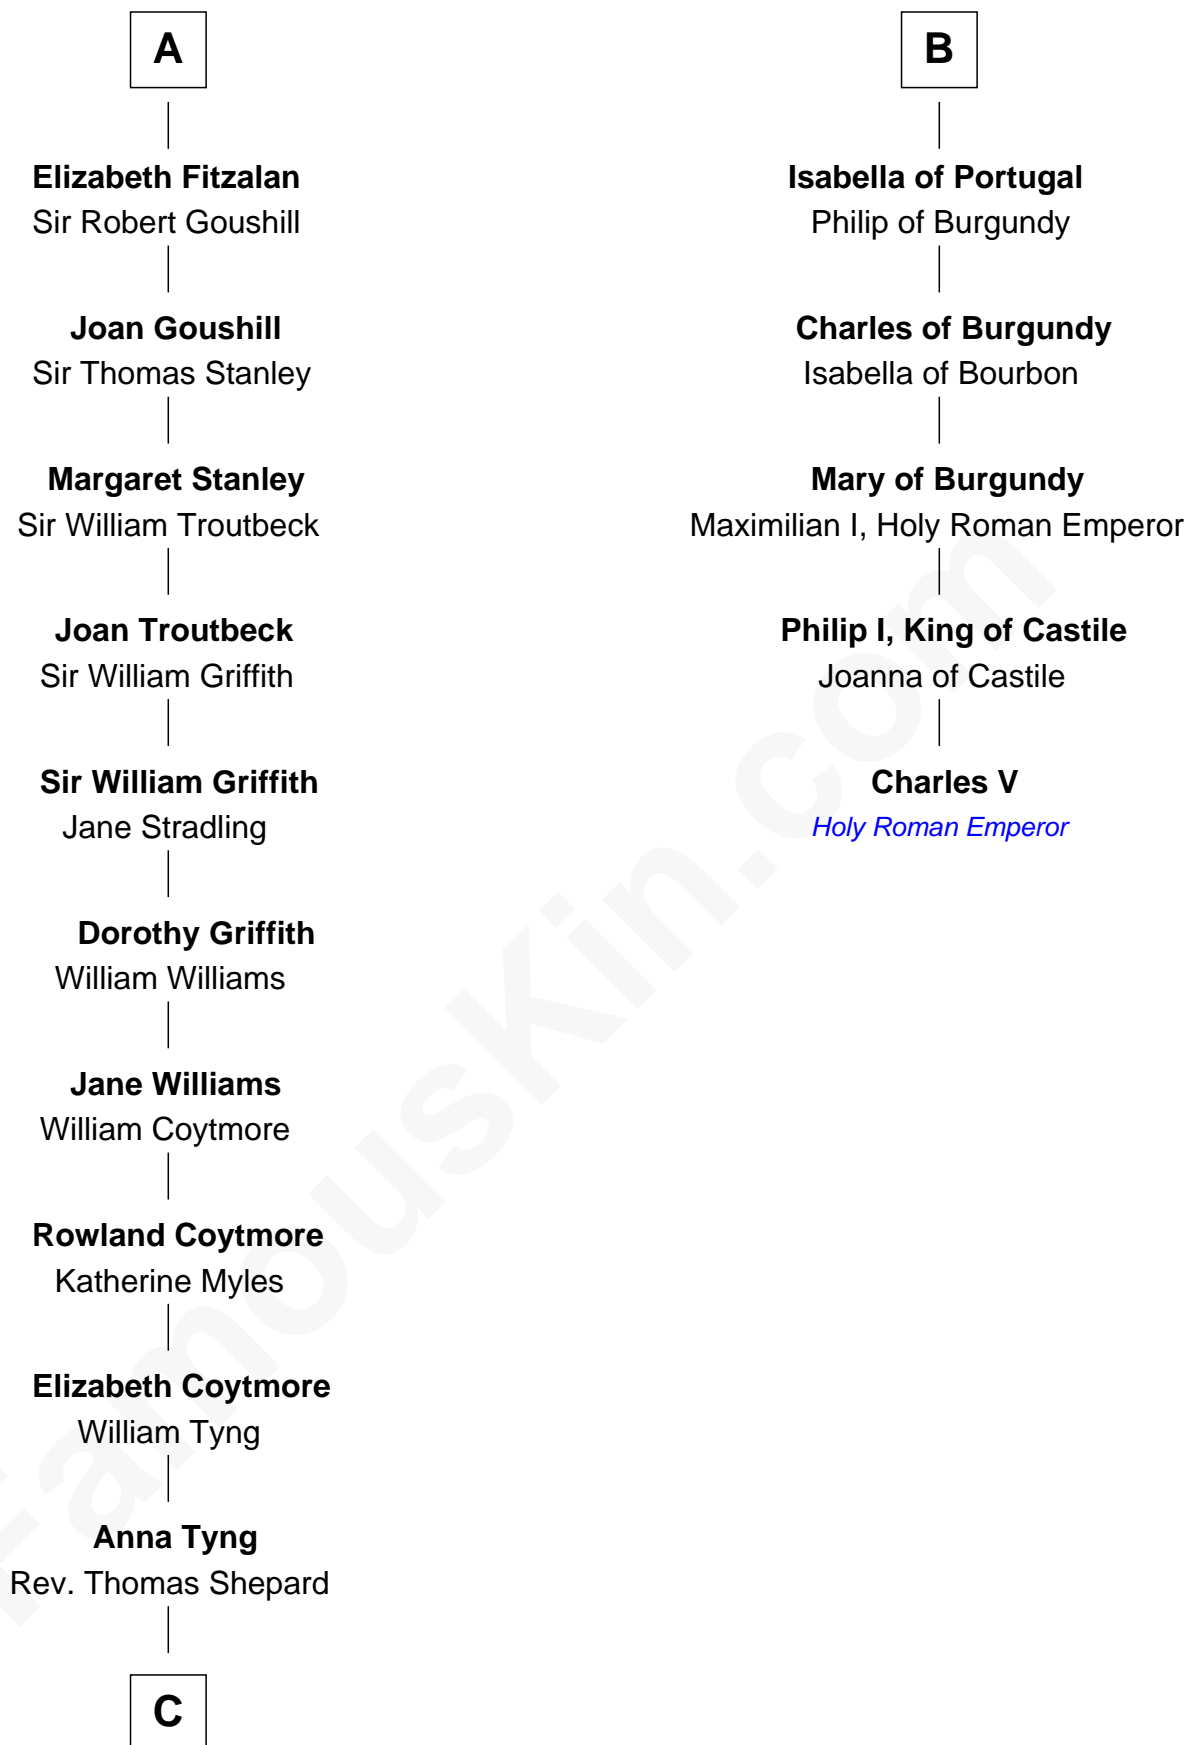 A
Elizabeth Fitzalan
Sir Robert Goushill
Joan Goushill
Sir Thomas Stanley
Margaret Stanley
Sir William Troutbeck
Joan Troutbeck
Sir William Griffith
Sir William Griffith
Jane Stradling
Dorothy Griffith
William Williams
Jane Williams
William Coytmore
Rowland Coytmore
Katherine Myles
Elizabeth Coytmore
William Tyng
Anna Tyng
Rev. Thomas Shepard
C
B
Isabella of Portugal
Philip of Burgundy
Charles of Burgundy
Isabella of Bourbon
Mary of Burgundy
Maximilian I, Holy Roman Emperor
Philip I, King of Castile
Joanna of Castile
Charles V
Holy Roman Emperor
FamousKin.com